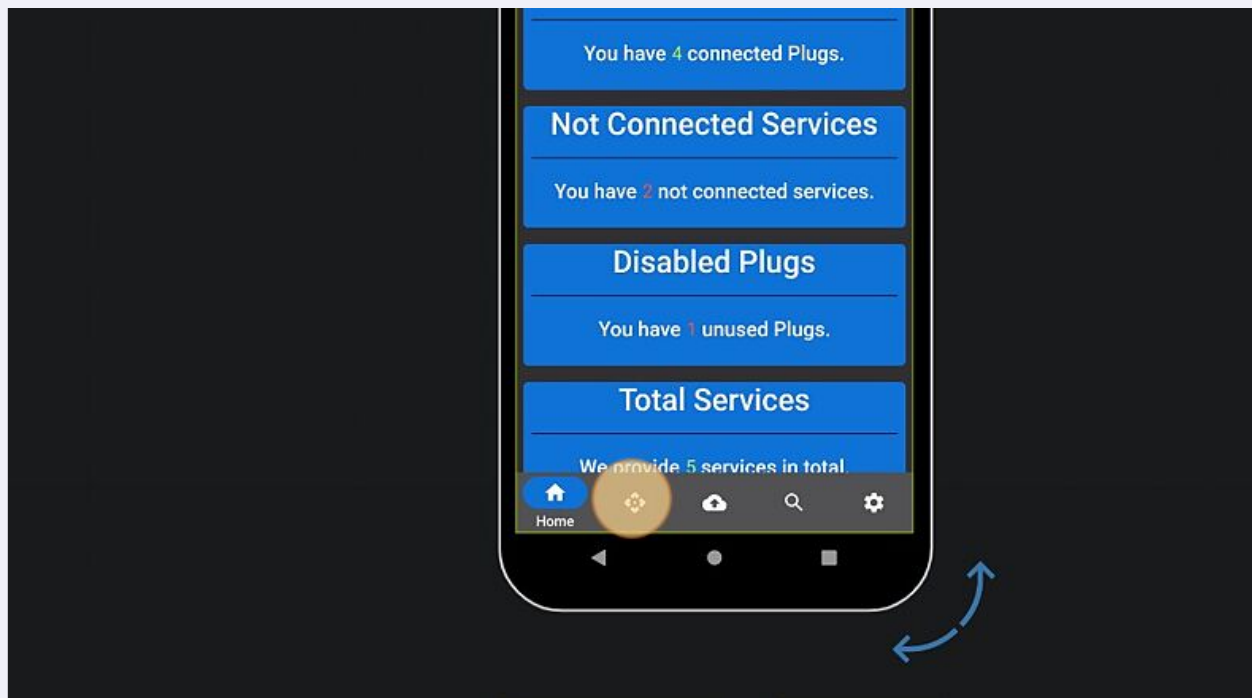 You have 4 connected Plugs.
Not Connected Services
You have 2 not connected services.
Disabled Plugs
You have 1 unused Plugs.
Total Services
We provide 5 services in total.
Home